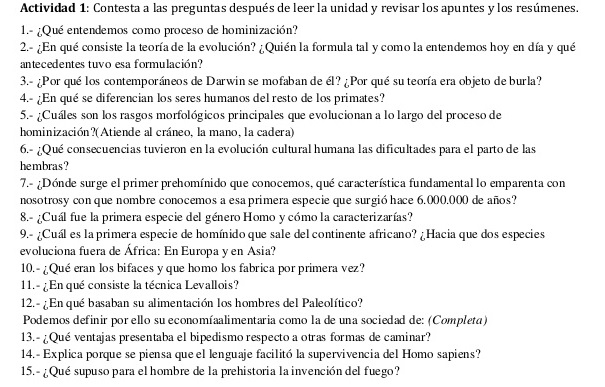 Actividad 1: Contesta a las preguntas después de leer la unidad y revisar los apuntes y los resúmenes.
1.- ¿Qué entendemos como proceso de hominización?
2.- ¿En qué consiste la teoría de la evolución? ¿Quién la formula tal y como la entendemos hoy en día y qué
antecedentes tuvo esa formulación?
3.- ¿Por qué los contemporáneos de Darwin se mofaban de él? ¿Por qué su teoría era objeto de burla?
4.- ¿En qué se diferencian los seres humanos del resto de los primates?
5.- ¿Cuáles son los rasgos morfológicos principales que evolucionan a lo largo del proceso de
hominización?(Atiende al cráneo, la mano, la cadera)
6.- ¿Qué consecuencias tuvieron en la evolución cultural humana las dificultades para el parto de las
hembras?
7.- ¿Dónde surge el primer prehomínido que conocemos, qué característica fundamental lo emparenta con
nosotrosy con que nombre conocemos a esa primera especie que surgió hace 6.000.000 de años?
8.- ¿Cuál fue la primera especie del género Homo y cómo la caracterizarías?
9.- ¿Cuál es la primera especie de homínido que sale del continente africano? ¿Hacia que dos especies
evoluciona fuera de África: En Europa y en Asia?
10.- ¿Qué eran los bifaces y que homo los fabrica por primera vez?
11.- ¿En qué consiste la técnica Levallois?
12.- ¿En qué basaban su alimentación los hombres del Paleolítico?
Podemos definir por ello su economíaalimentaria como la de una sociedad de: (Completa)
13.- ¿Qué ventajas presentaba el bipedismo respecto a otras formas de caminar?
14.- Explica porque se piensa que el lenguaje facilitó la supervivencia del Homo sapiens?
15.- ¿Qué supuso para el hombre de la prehistoria la invención del fuego?